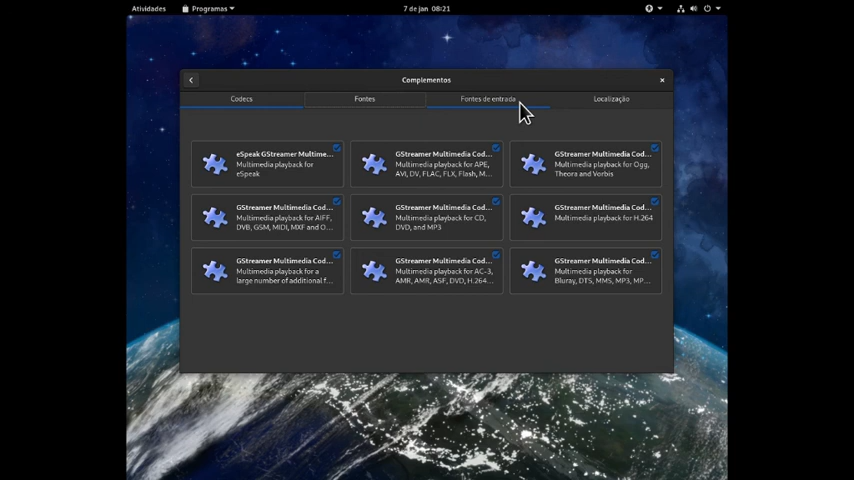 Atividades
Programas
7 de jan 08:21
Complementos
Codecs
Fontes
Fontes de entrada
Localização
eSpeak GStreamer Multime...
Multimedia playback for
eSpeak
GStreamer Multimedia Cod...
Multimedia playback for APE,
AVI, DV, FLAC, FLX, Flash, M...
GStreamer Multimedia Cod...
Multimedia playback for Ogg,
Theora and Vorbis
GStreamer Multimedia Cod...
Multimedia playback for AIFF,
DVB, GSM, MIDI, MXF and O...
GStreamer Multimedia Cod...
Multimedia playback for CD,
DVD, and MP3
GStreamer Multimedia Cod...
Multimedia playback for H.264
GStreamer Multimedia Cod...
Multimedia playback for a
large number of additional f...
GStreamer Multimedia Cod...
Multimedia playback for AC-3,
AMR, AMR, ASF, DVD, H.264...
GStreamer Multimedia Cod...
Multimedia playback for
Bluray, DTS, MMS, MP3, MP...